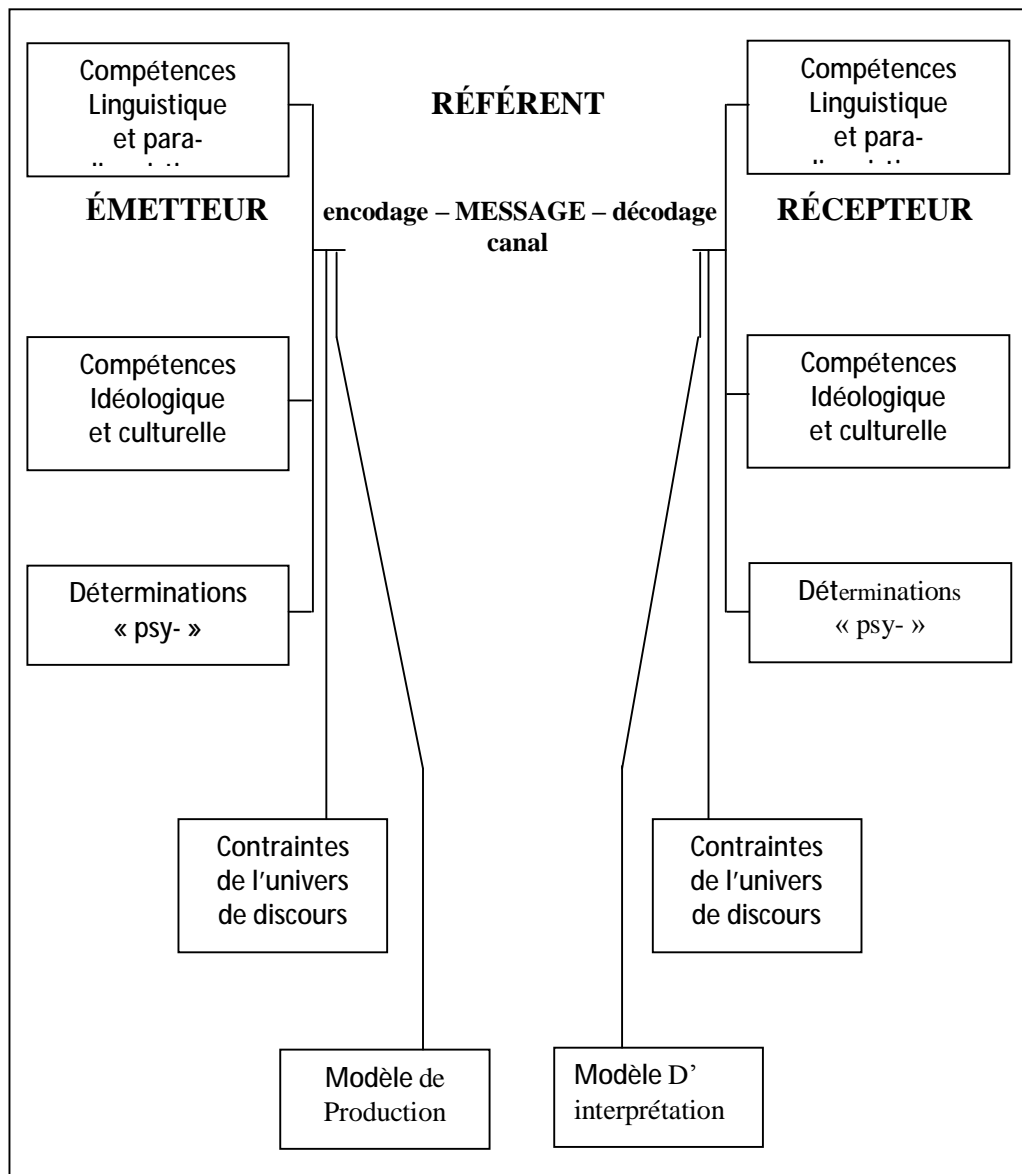 Compétences
Linguistique
et para-
RÉFÉRENT
Compétences
Linguistique
et para-
ÉMETTEUR
encodage – MESSAGE – décodage
canal
RÉCEPTEUR
Compétences
Idéologique
et culturelle
Compétences
Idéologique
et culturelle
Déterminations
« psy- »
Déterminations
« psy- »
Contraintes
de l'univers
de discours
Contraintes
de l'univers
de discours
Modèle de
Production
Modèle D'
interprétation